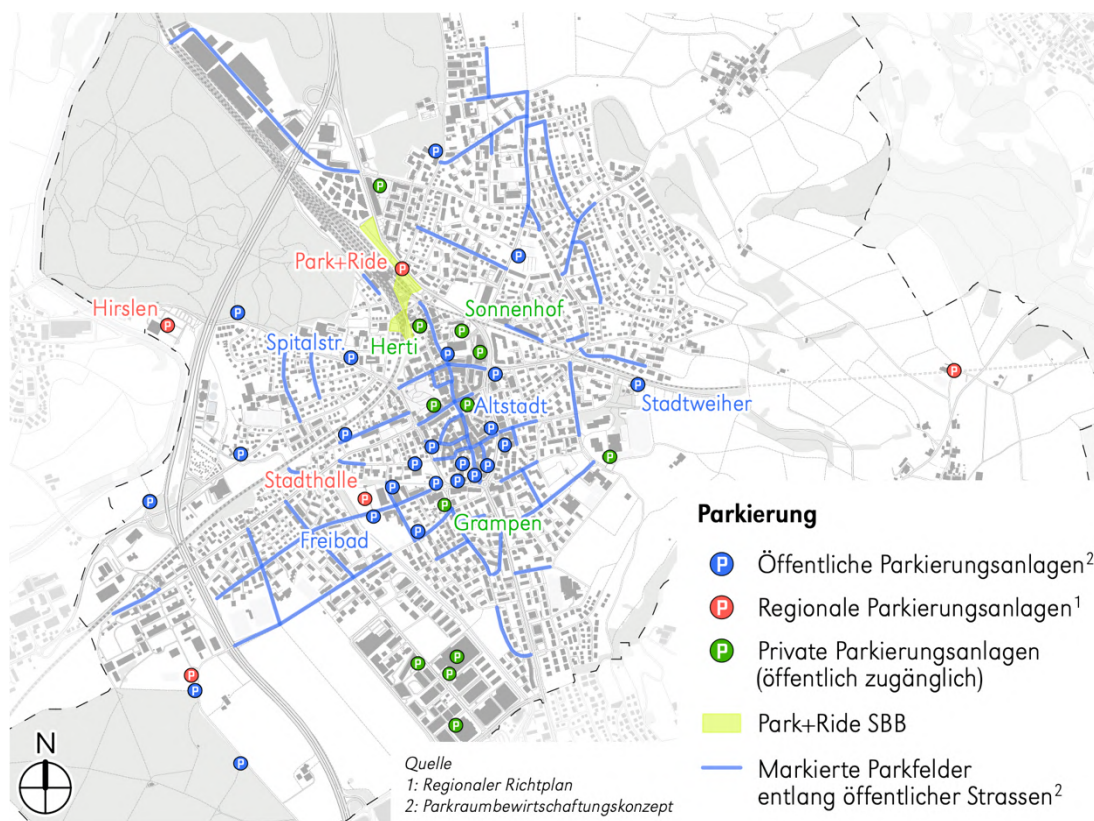 Park+Ride
Hirslen
Sonnenhof
Spitalstr.
Herti
Altstadt
Stadtweiher
Stadthalle
Freibad
Grampen
Parkierung
P Öffentliche Parkierungsanlagen²
P Regionale Parkierungsanlagen¹
P Private Parkierungsanlagen
(öffentlich zugänglich)
Park+Ride SBB
Markierte Parkfelder
entlang öffentlicher Strassen²
N
Quelle
1: Regionaler Richtplan
2: Parkraumbewirtschaftungskonzept